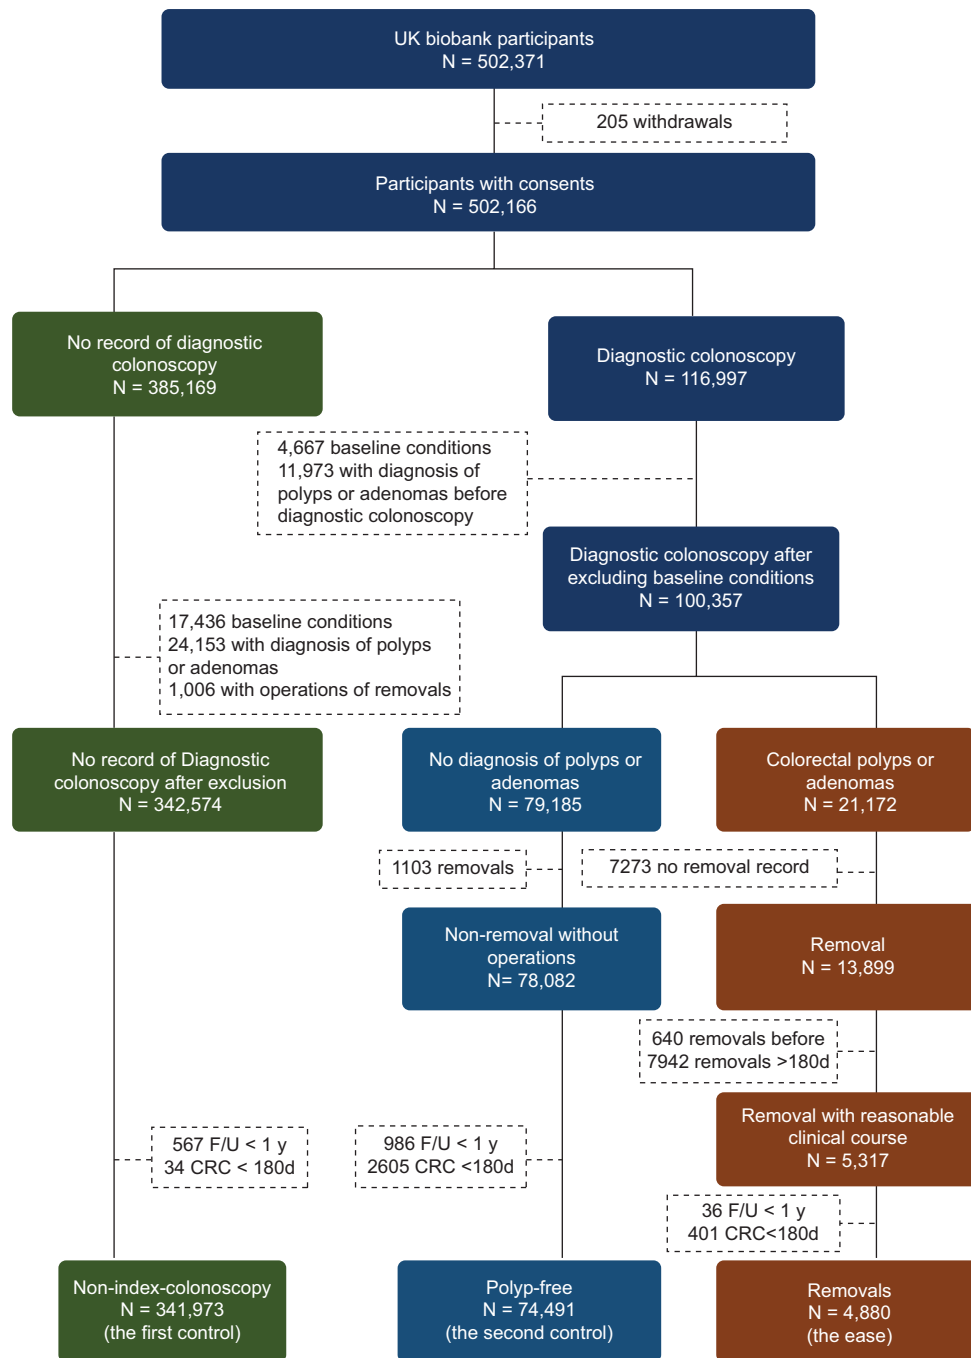 UK biobank participants
N = 502,371
205 withdrawals
Participants with consents
N = 502,166
No record of diagnostic
colonoscopy
N = 385,169
Diagnostic colonoscopy
N = 116,997
4,667 baseline conditions
11,973 with diagnosis of
polyps or adenomas before
diagnostic colonoscopy
Diagnostic colonoscopy after
excluding baseline conditions
N = 100,357
17,436 baseline conditions
24,153 with diagnosis of polyps
or adenomas
1,006 with operations of removals
No record of Diagnostic
colonoscopy after exclusion
N = 342,574
No diagnosis of polyps or
adenomas
N = 79,185
Colorectal polyps or
adenomas
N = 21,172
1103 removals
7273 no removal record
Non-removal without
operations
N= 78,082
Removal
N = 13,899
640 removals before
7942 removals >180d
Removal with reasonable
clinical course
N = 5,317
567 F/U < 1 y
34 CRC < 180d
986 F/U < 1 y
2605 CRC <180d
36 F/U < 1 y
401 CRC<180d
Non-index-colonoscopy
N = 341,973
(the first control)
Polyp-free
N = 74,491
(the second control)
Removals
N = 4,880
(the ease)